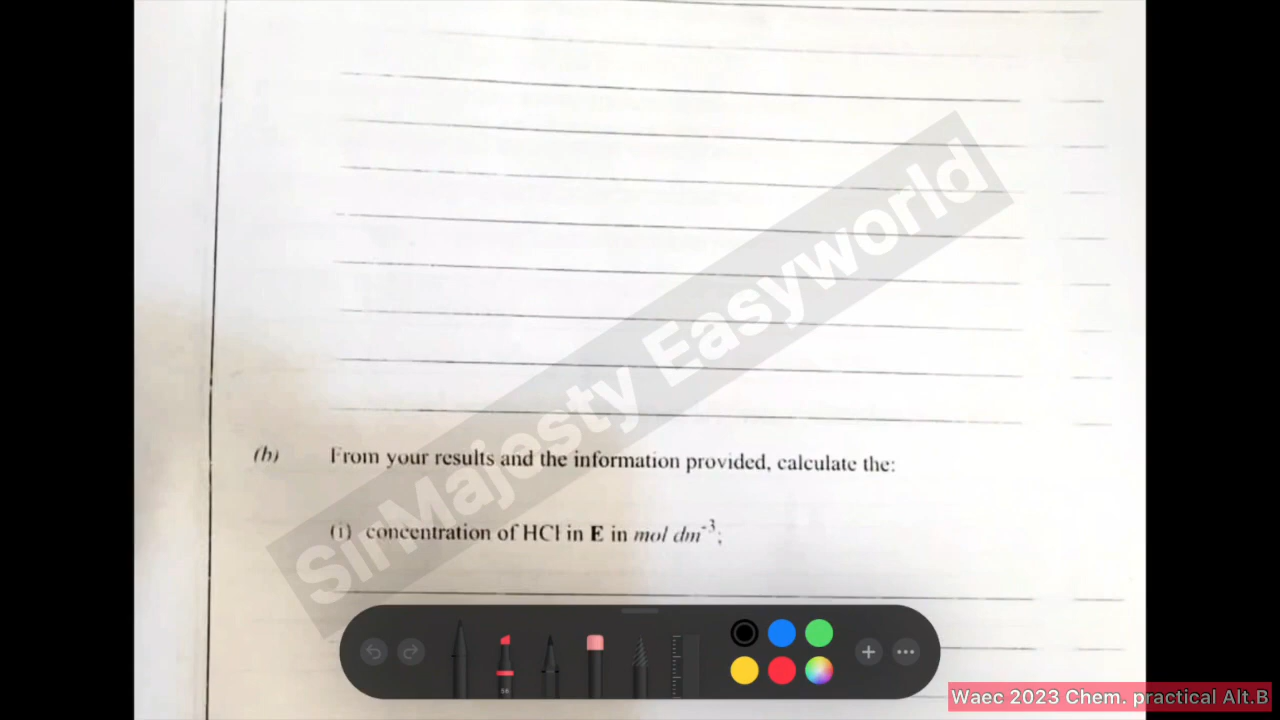 (b) From your results and the information provided, calculate the:
(i) concentration of HCl in E in mol dm⁻³;
SirMajesty Easyworld
Waec 2023 Chem. practical Alt.B